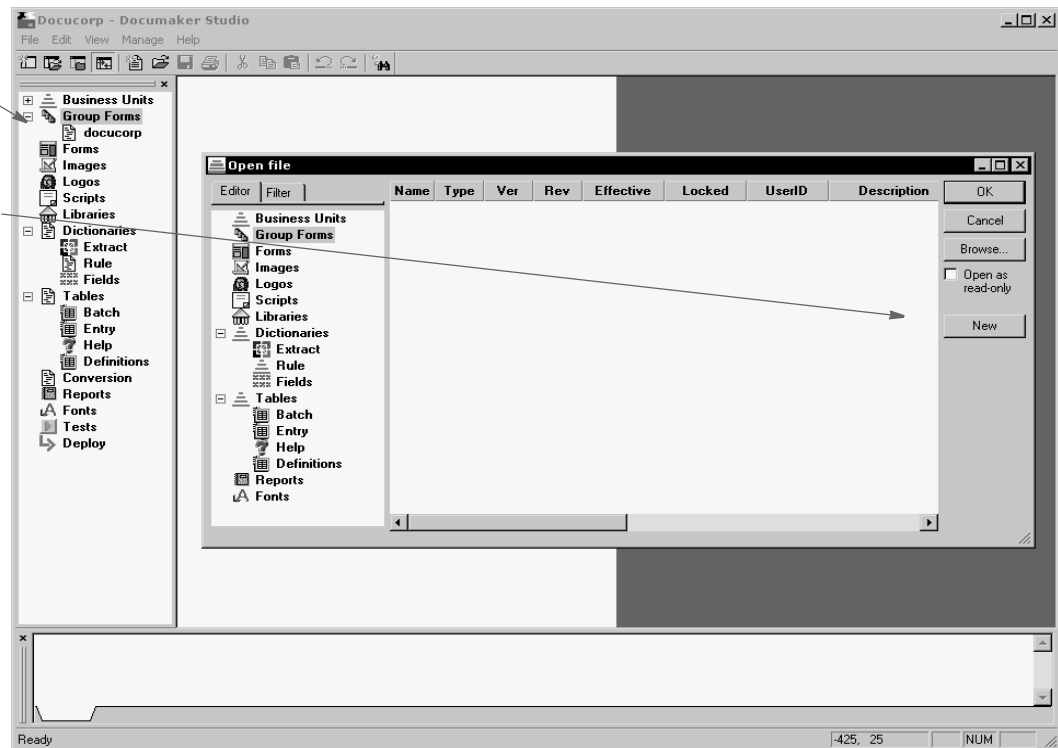 Docucorp - Documaker Studio
File Edit View Manage Help
Business Units
Group Forms
docucorp
Forms
Images
Logos
Scripts
Libraries
Dictionaries
Extract
Rule
Fields
Tables
Batch
Entry
Help
Definitions
Conversion
Reports
Fonts
Tests
Deploy
Open file
Editor Filter
Business Units
Group Forms
Forms
Images
Logos
Scripts
Libraries
Dictionaries
Extract
Rule
Fields
Tables
Batch
Entry
Help
Definitions
Reports
Fonts
Name Type Ver Rev Effective Locked UserID Description
OK
Cancel
Browse...
Open as
read-only
New
Ready -425, 25 NUM